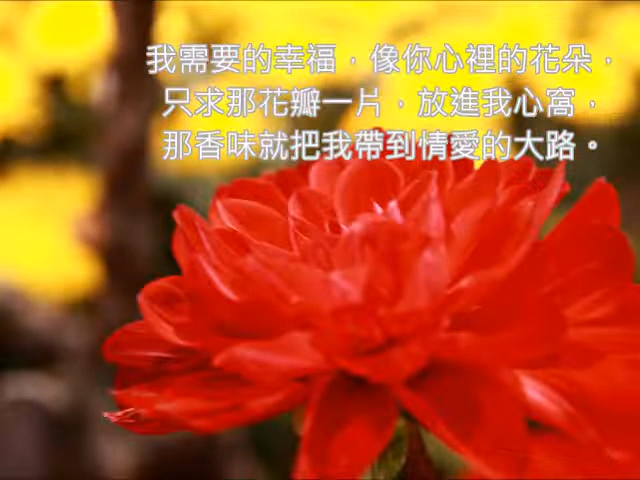 我需要的幸福，像你心裡的花朵，
只求那花瓣一片，放進我心窩，
那香味就把我帶到情愛的大路。